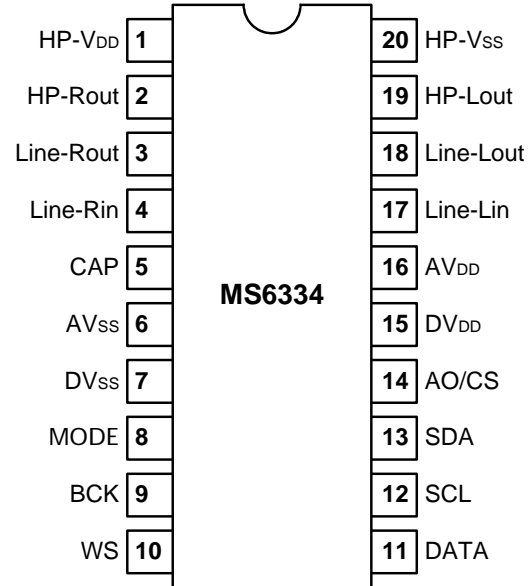 HP-VDD 1 20 HP-VSS
HP-Rout 2 19 HP-Lout
Line-Rout 3 18 Line-Lout
Line-Rin 4 17 Line-Lin
CAP 5 16 AVDD
MS6334
AVSS 6 15 DVDD
DVSS 7 14 AO/CS
MODE 8 13 SDA
BCK 9 12 SCL
WS 10 11 DATA